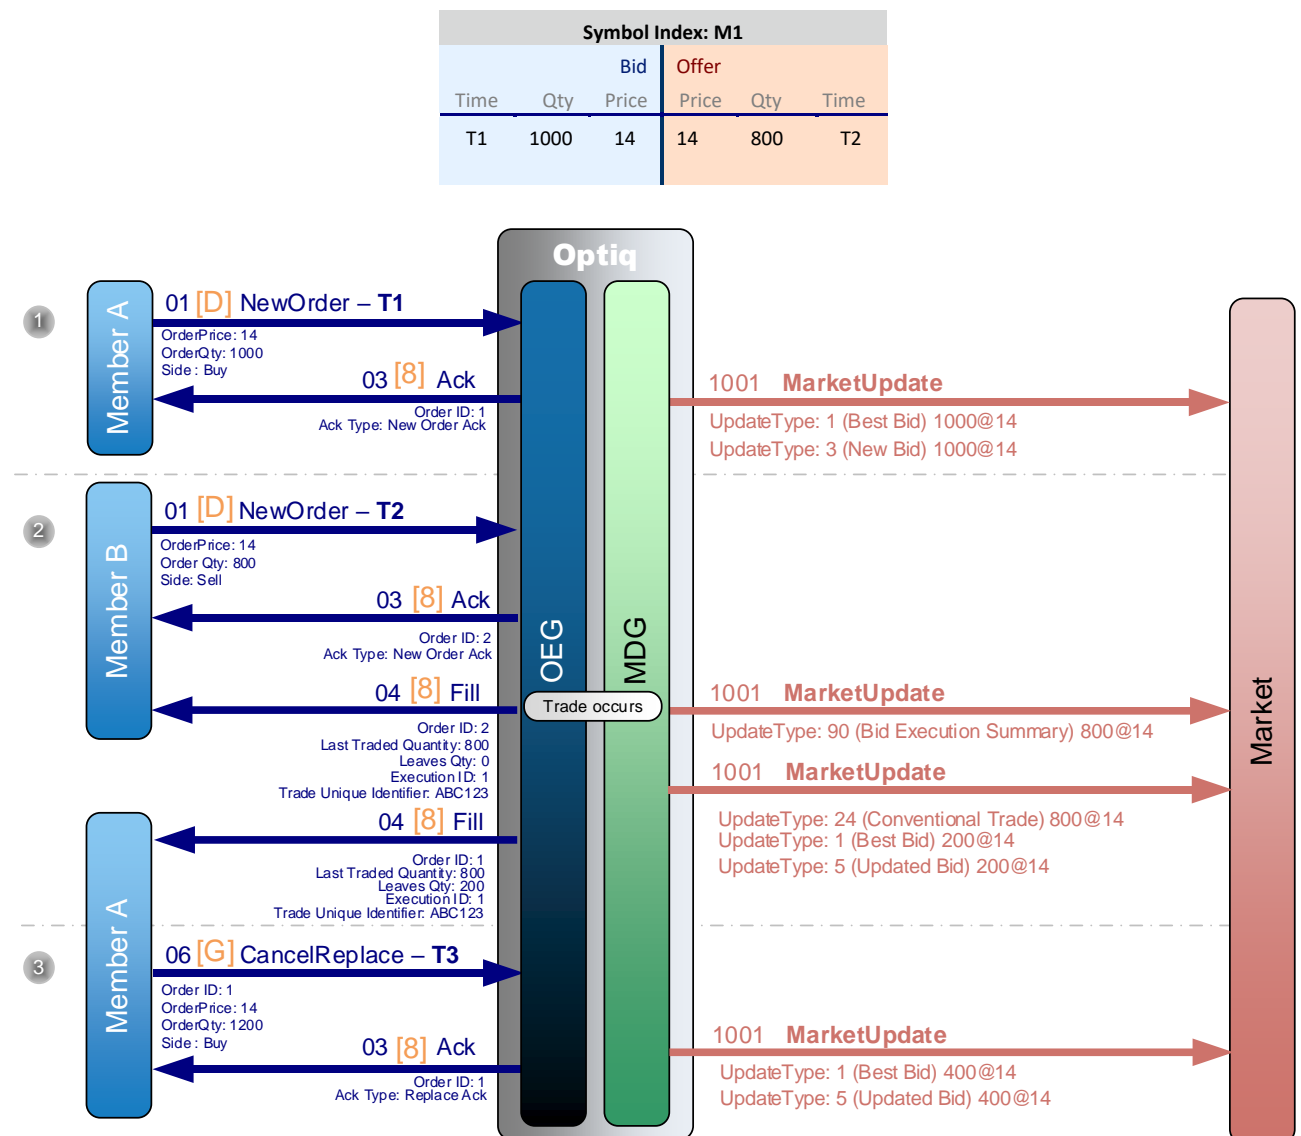 Symbol Index: M1
Bid Offer
Time Qty Price Price Qty Time
T1 1000 14 14 800 T2
Optiq
1
Member A
01 [D] NewOrder – T1
OrderPrice: 14
OrderQty: 1000
Side : Buy
03 [8] Ack
Order ID: 1
Ack Type: New Order Ack
1001 MarketUpdate
UpdateType: 1 (Best Bid) 1000@14
UpdateType: 3 (New Bid) 1000@14
2
Member B
01 [D] NewOrder – T2
OrderPrice: 14
Order Qty: 800
Side: Sell
03 [8] Ack
Order ID: 2
Ack Type: New Order Ack
OEG
MDG
Market
04 [8] Fill
Trade occurs
Order ID: 2
Last Traded Quantity: 800
Leaves Qty: 0
Execution ID: 1
Trade Unique Identifier: ABC123
1001 MarketUpdate
UpdateType: 90 (Bid Execution Summary) 800@14
1001 MarketUpdate
UpdateType: 24 (Conventional Trade) 800@14
UpdateType: 1 (Best Bid) 200@14
UpdateType: 5 (Updated Bid) 200@14
Member A
04 [8] Fill
Order ID: 1
Last Traded Quantity: 800
Leaves Qty: 200
Execution ID: 1
Trade Unique Identifier: ABC123
3
06 [G] CancelReplace – T3
Order ID: 1
OrderPrice: 14
OrderQty: 1200
Side : Buy
03 [8] Ack
Order ID: 1
Ack Type: Replace Ack
1001 MarketUpdate
UpdateType: 1 (Best Bid) 400@14
UpdateType: 5 (Updated Bid) 400@14